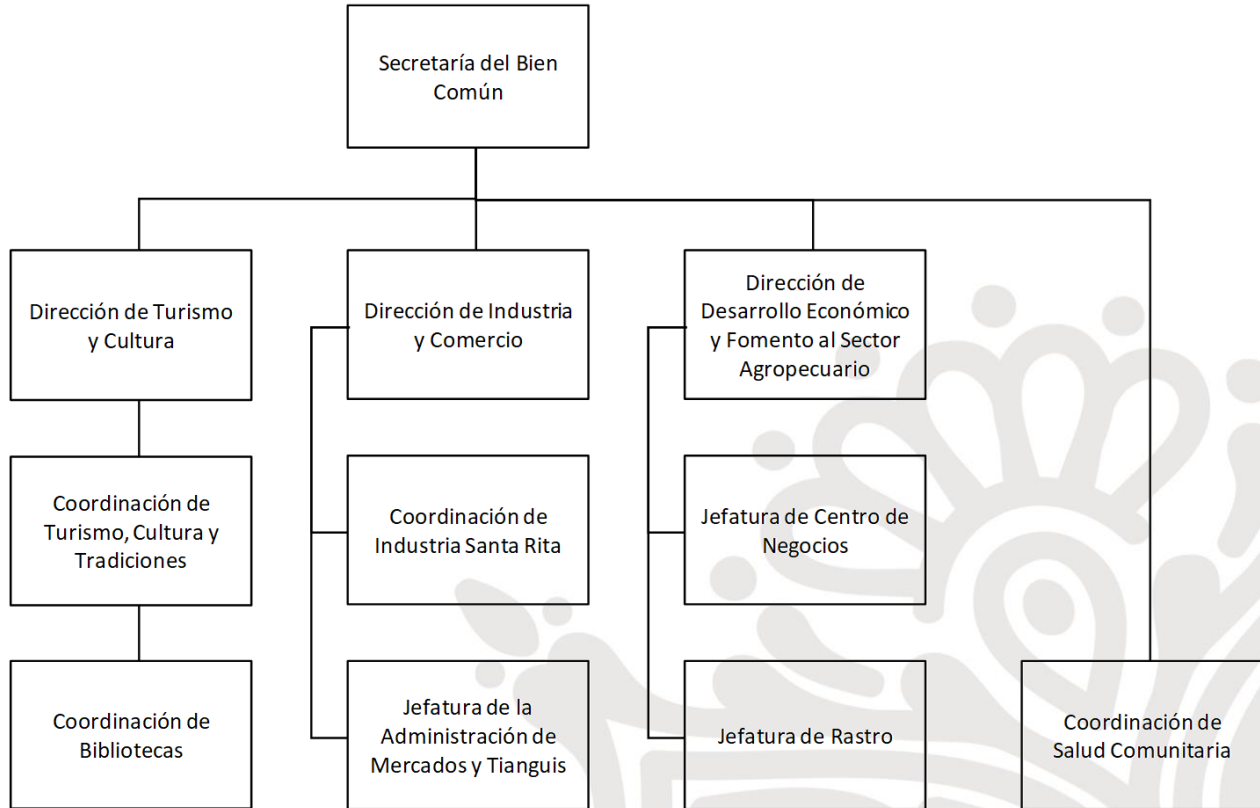 Secretaría del Bien
Común
Dirección de Turismo
y Cultura
Dirección de Industria
y Comercio
Dirección de
Desarrollo Económico
y Fomento al Sector
Agropecuario
Coordinación de
Turismo, Cultura y
Tradiciones
Coordinación de
Industria Santa Rita
Jefatura de Centro de
Negocios
Coordinación de
Bibliotecas
Jefatura de la
Administración de
Mercados y Tianguis
Jefatura de Rastro
Coordinación de
Salud Comunitaria